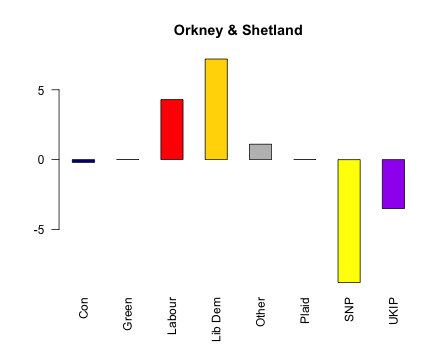 Orkney & Shetland
5
0
-5
Con
Green
Labour
Lib Dem
Other
Plaid
SNP
UKIP